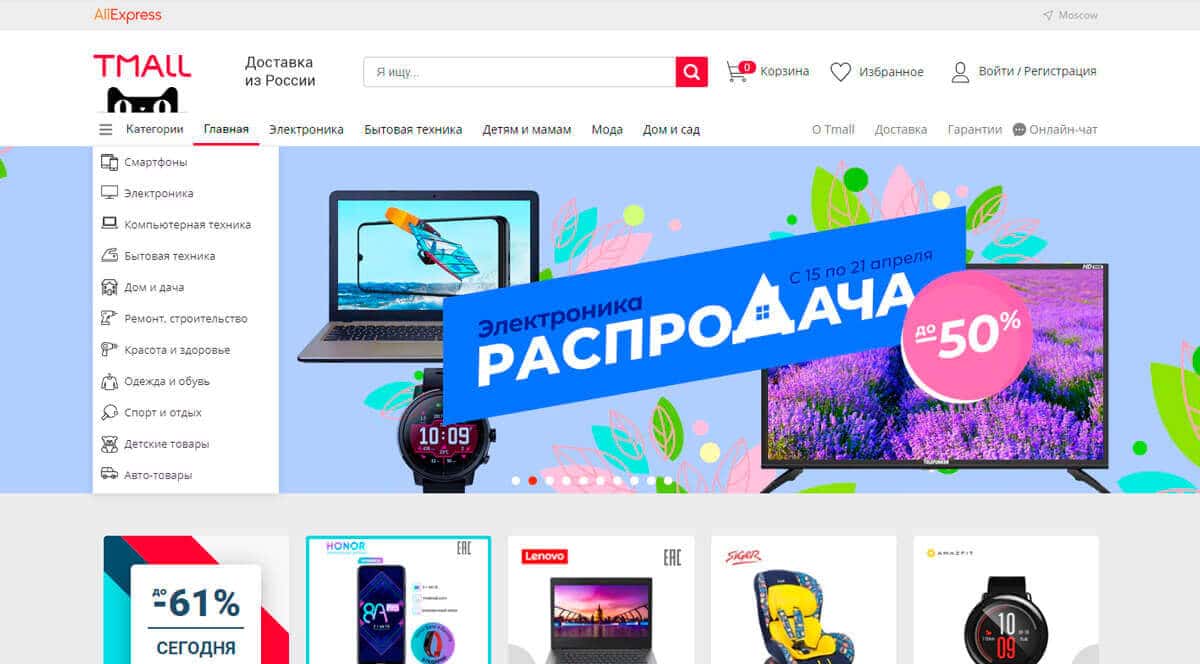 AliExpress
Moscow
TMALL
Доставка
из России
Я ищу...
0
Корзина
Избранное
Войти / Регистрация
Категории
Главная
Электроника
Бытовая техника
Детям и мамам
Мода
Дом и сад
О Tmall
Доставка
Гарантии
Онлайн-чат
Смартфоны
Электроника
Компьютерная техника
Бытовая техника
Дом и дача
Ремонт, строительство
Красота и здоровье
Одежда и обувь
Спорт и отдых
Детские товары
Авто-товары
Электроника
С 15 по 21 апреля
РАСПРОДАЧА
до -50%
10:09
HD
TELEFUNKEN
до -61%
СЕГОДНЯ
HONOR
EAC
8A
Lenovo
EAC
SIGER
AMAZFIT
10
09